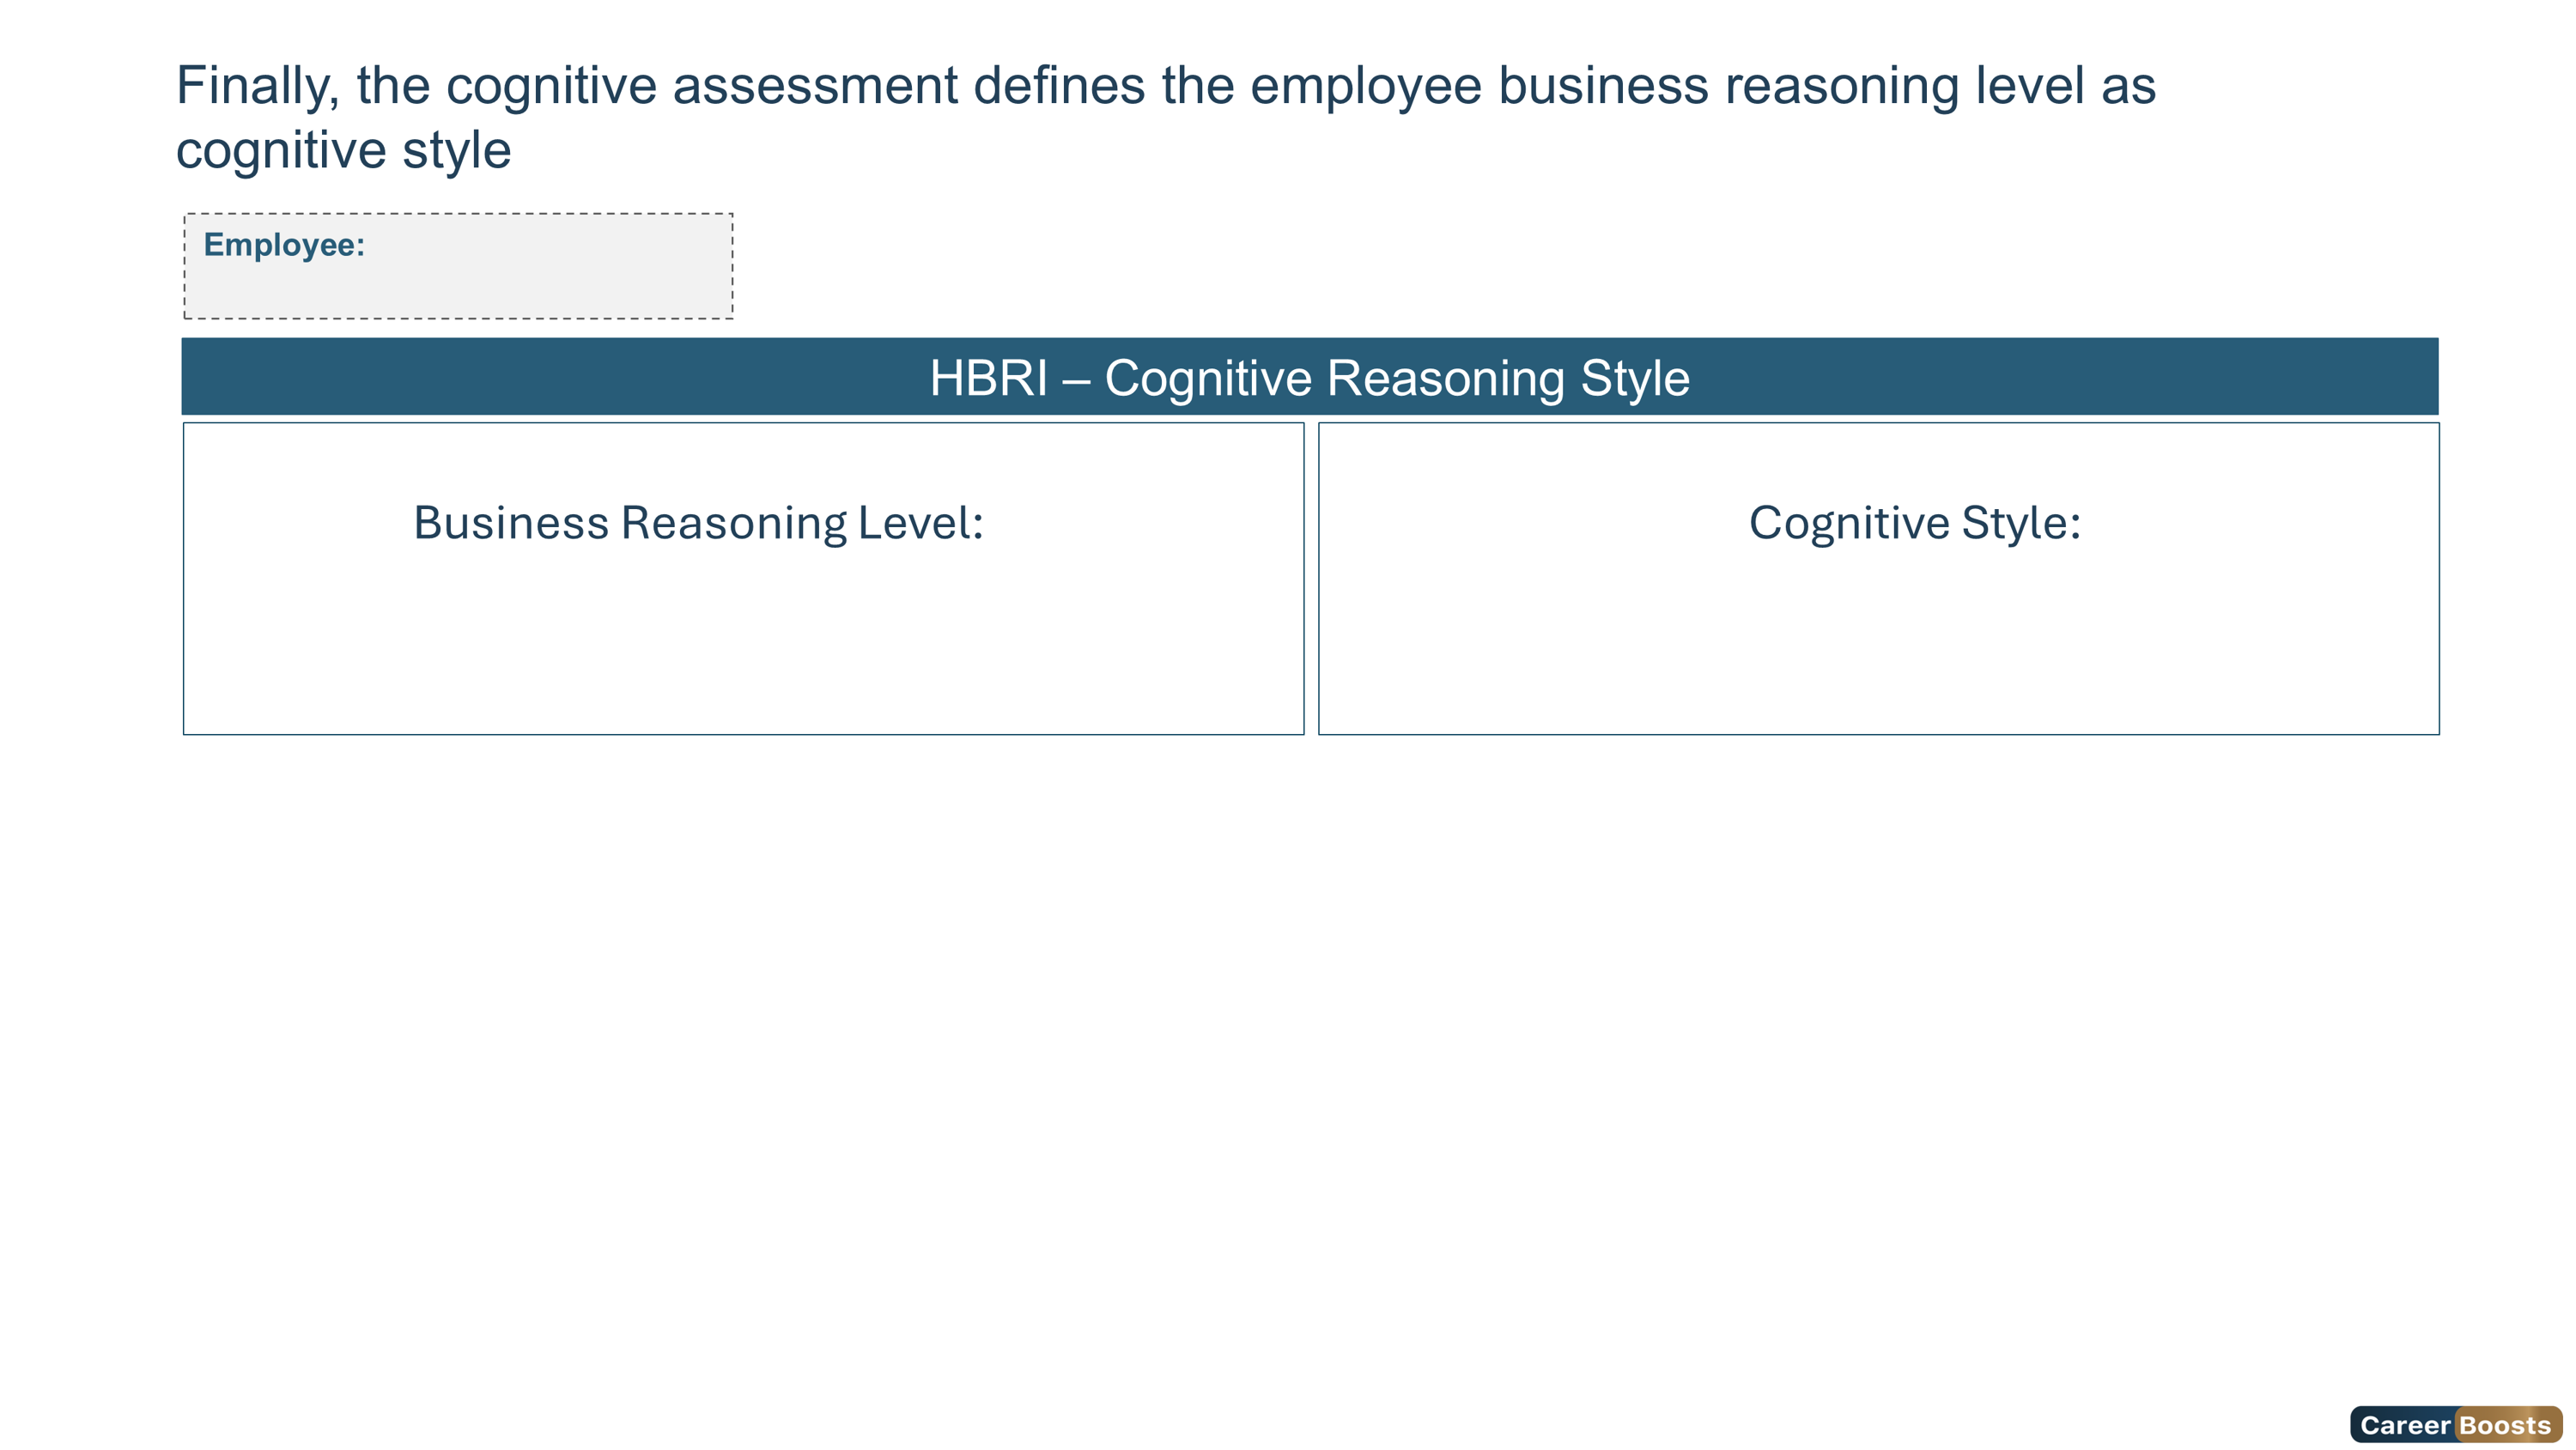 Finally, the cognitive assessment defines the employee business reasoning level as
cognitive style
Employee:
HBRI – Cognitive Reasoning Style
Business Reasoning Level:
Cognitive Style:
Career Boosts